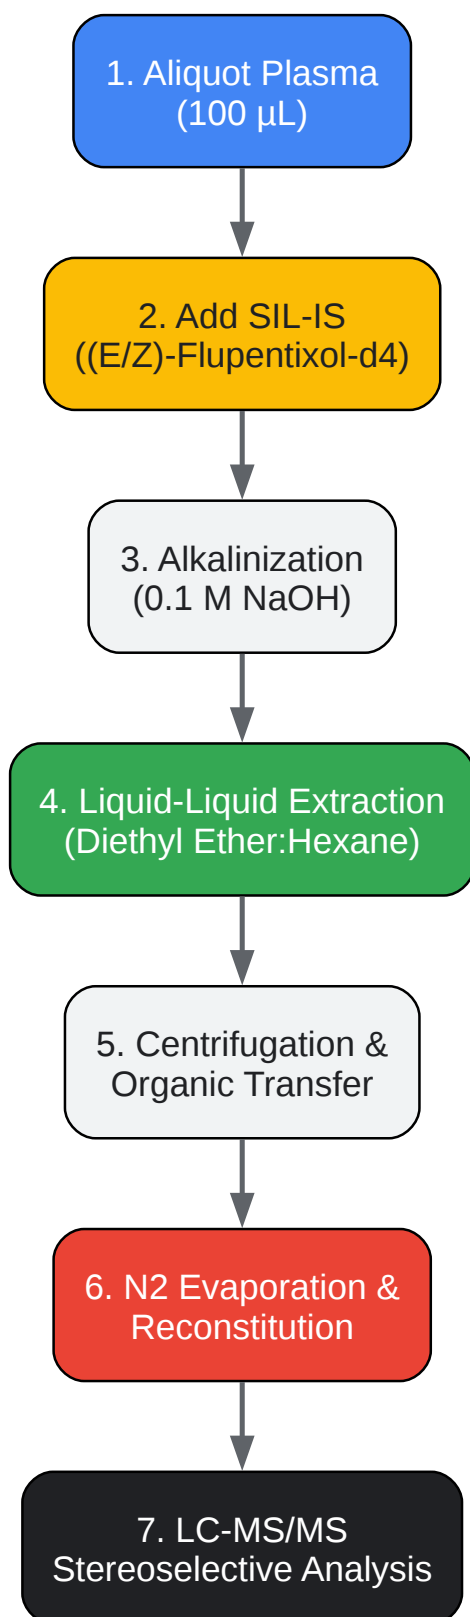 1. Aliquot Plasma
(100 µL)
2. Add SIL-IS
((E/Z)-Flupentixol-d4)
3. Alkalinization
(0.1 M NaOH)
4. Liquid-Liquid Extraction
(Diethyl Ether:Hexane)
5. Centrifugation &
Organic Transfer
6. N2 Evaporation &
Reconstitution
7. LC-MS/MS
Stereoselective Analysis